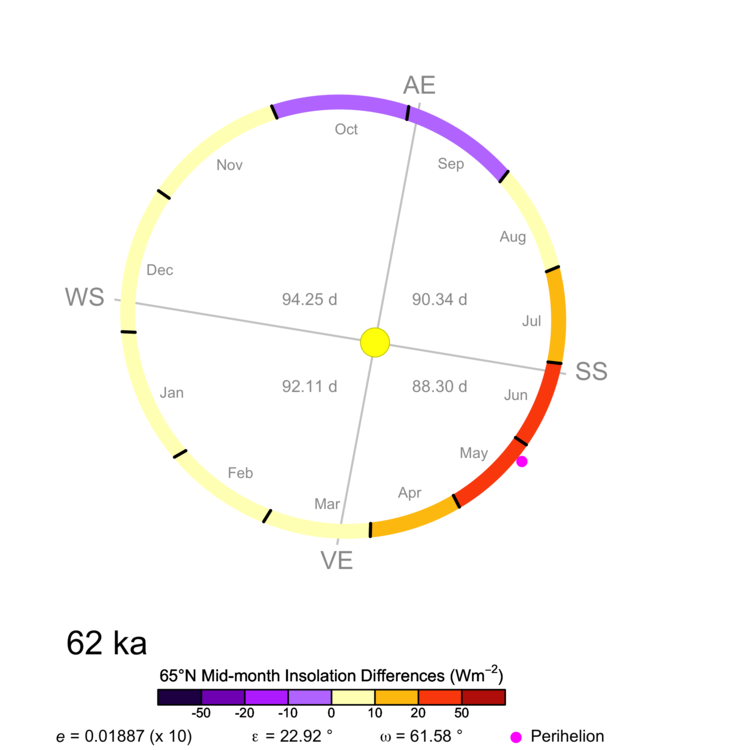 AE
Oct
Nov
Sep
Aug
Dec
WS
94.25 d
90.34 d
Jul
SS
92.11 d
88.30 d
Jun
Jan
May
Feb
Apr
Mar
VE
62 ka
65°N Mid-month Insolation Differences (Wm⁻²)
-50 -20 -10 0 10 20 50
e = 0.01887 (x 10) ε = 22.92 ° ω = 61.58 ° Perihelion